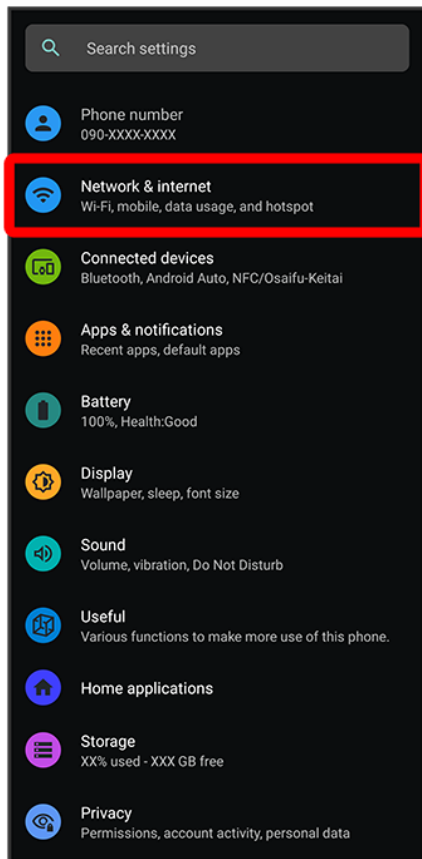 Search settings
Phone number
090-XXXX-XXXX
Network & internet
Wi-Fi, mobile, data usage, and hotspot
Connected devices
Bluetooth, Android Auto, NFC/Osaifu-Keitai
Apps & notifications
Recent apps, default apps
Battery
100%, Health:Good
Display
Wallpaper, sleep, font size
Sound
Volume, vibration, Do Not Disturb
Useful
Various functions to make more use of this phone.
Home applications
Storage
XX% used - XXX GB free
Privacy
Permissions, account activity, personal data